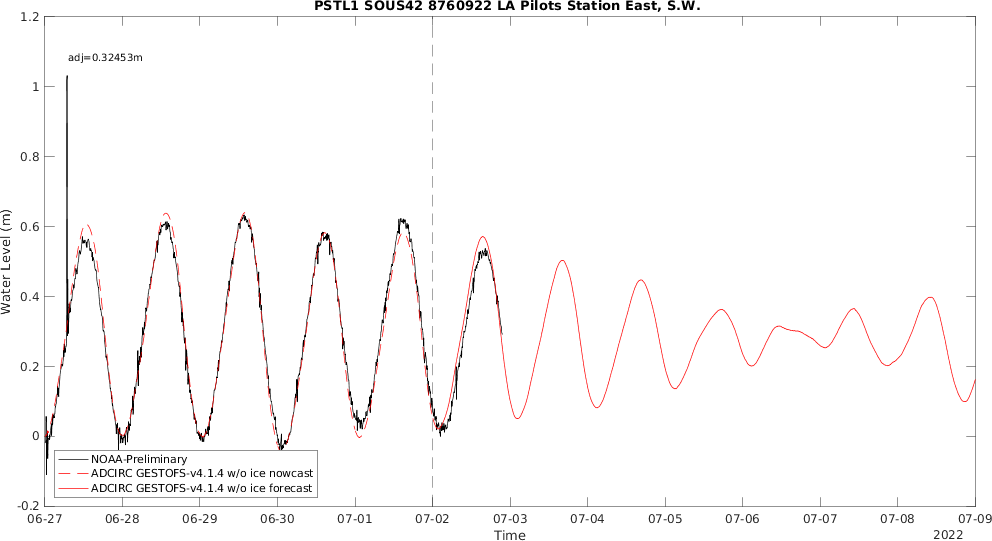 PSTL1 SOUS42 8760922 LA Pilots Station East, S.W.
1.2
adj=0.32453m
1
0.8
0.6
0.4
0.2
0
-0.2
Water Level (m)
NOAA-Preliminary
ADCIRC GESTOFS-v4.1.4 w/o ice nowcast
ADCIRC GESTOFS-v4.1.4 w/o ice forecast
06-27 06-28 06-29 06-30 07-01 07-02 07-03 07-04 07-05 07-06 07-07 07-08 07-09
Time
2022